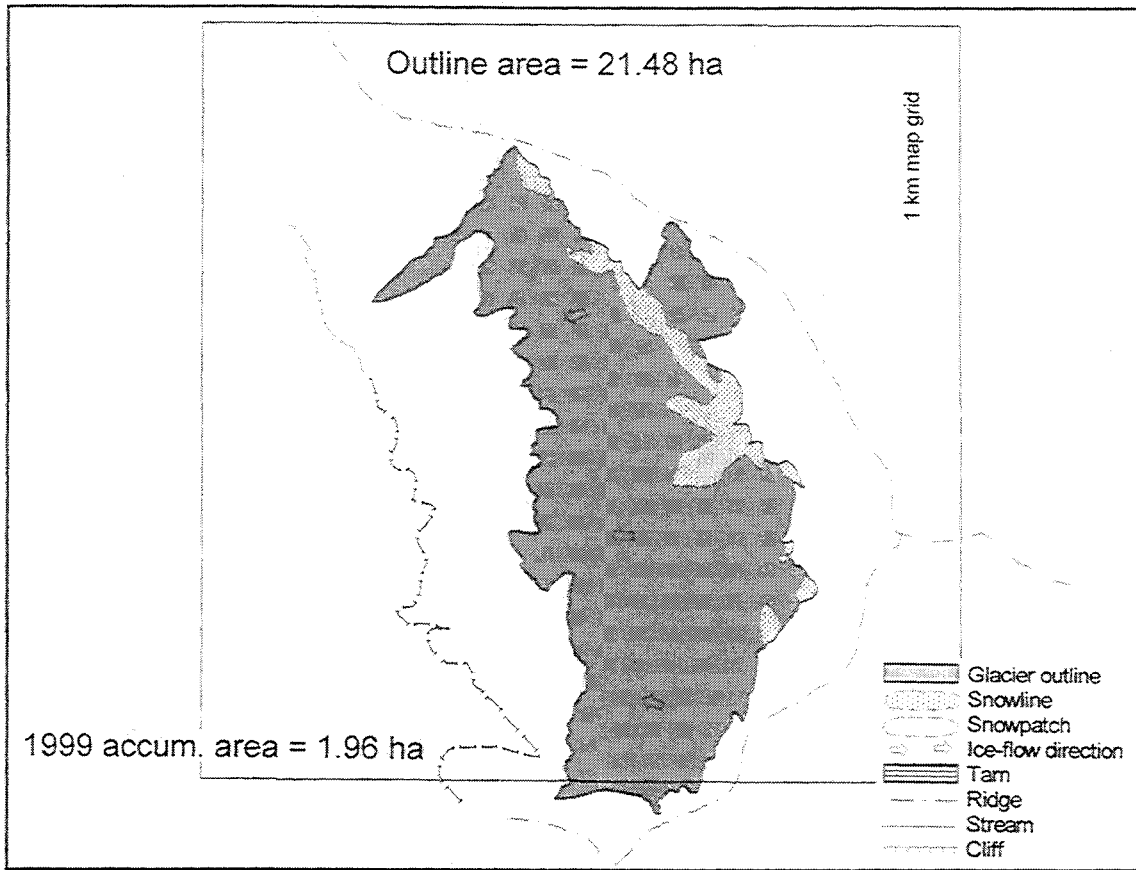 Outline area = 21.48 ha
1 km map grid
1999 accum. area = 1.96 ha
Glacier outline
Snowline
Snowpatch
Ice-flow direction
Tarn
Ridge
Stream
Cliff